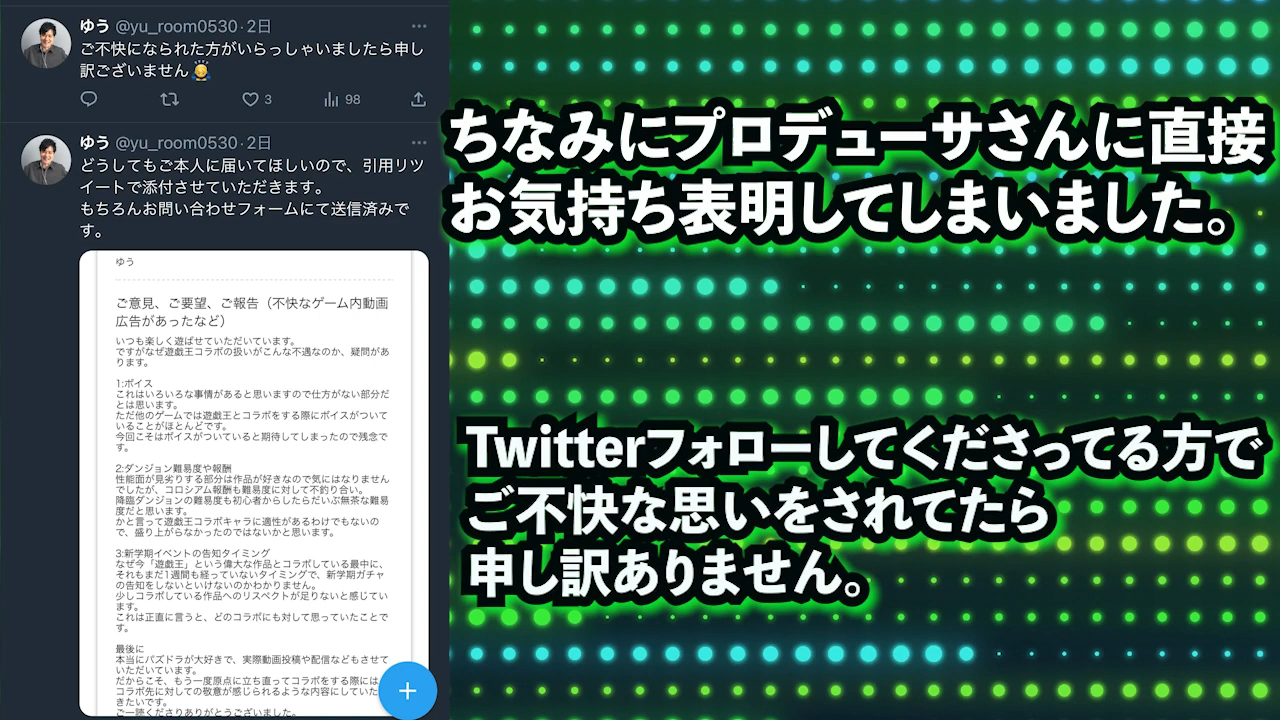 ゆう @yu_room0530·2日
ご不快になられた方がいらっしゃいましたら申し
訳ございません🙇
3
98
ゆう @yu_room0530·2日
どうしてもご本人に届いてほしいので、引用リツ
イートで添付させていただきます。
もちろんお問い合わせフォームにて送信済みで
す。
ゆう
ご意見、ご要望、ご報告（不快なゲーム内動画
広告があったなど）
いつも楽しく遊ばせていただいています。
ですがなぜ遊戯王コラボの扱いがこんな不遇なのか、疑問があ
ります。
1:ボイス
これはいろいろな事情があると思いますので仕方がない部分だ
とは思います。
ただ他のゲームでは遊戯王とコラボをする際にボイスがついて
いることがほとんどです。
今回こそはボイスがついていると期待してしまったので残念で
す。
2:ダンジョン難易度や報酬
性能面が見劣りする部分は作品が好きなので気にはなりません
でしたが、コロシアム報酬も難易度に対して不釣り合い。
降臨ダンジョンの難易度も初心者からしたらだいぶ無茶な難易
度だと思います。
かと言って遊戯王コラボキャラに適性があるわけでもないの
で、盛り上がらなかったのではないかと思います。
3:新学期イベントの告知タイミング
なぜ今「遊戯王」という偉大な作品とコラボしている最中に、
それもまだ1週間も経っていないタイミングで、新学期ガチャ
の告知をしないといけないのかわかりません。
少しコラボしている作品へのリスペクトが足りないと感じてい
ます。
これは正直に言うと、どのコラボにも対して思っていたことで
す。
最後に
本当にパズドラが大好きで、実際動画投稿や配信などもさせて
いただいています。
だからこそ、もう一度原点に立ち直ってコラボをする際には
コラボ先に対しての敬意が感じられるような内容にしていた
きたいです。
ご一聴くださりありがとうございました。
ちなみにプロデューサさんに直接
お気持ち表明してしまいました。
Twitterフォローしてくださってる方で
ご不快な思いをされてたら
申し訳ありません。